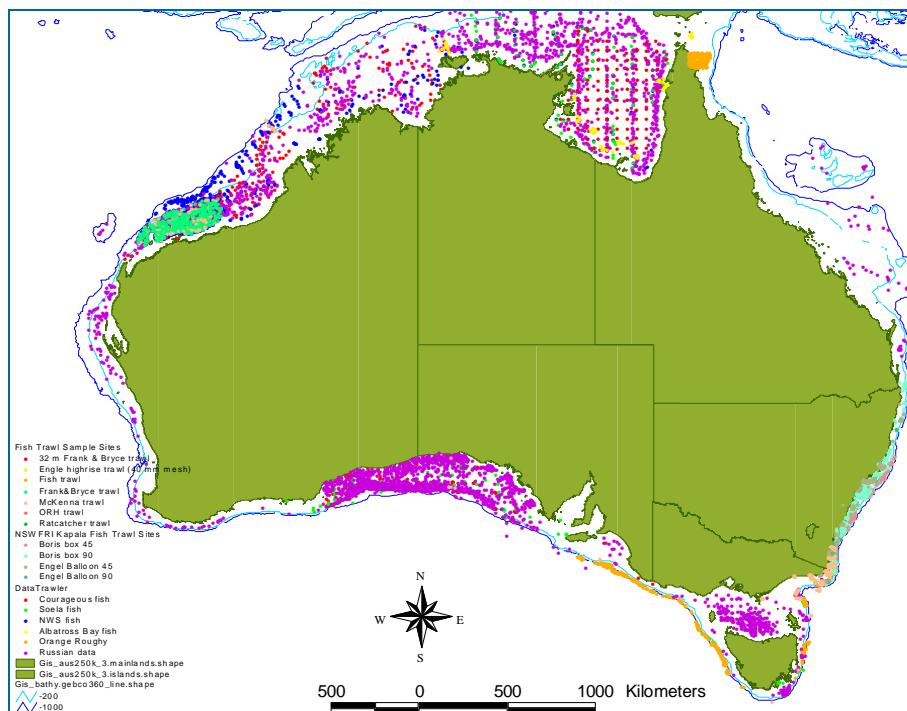 Fish Trawl Sample Sites
32 m Frank & Bryce trawl
Engle highrise trawl (40 mm mesh)
Fish trawl
Frank&Bryce trawl
McKenna trawl
ORH trawl
Ratcatcher trawl
NSW FRI Kapala Fish Trawl Sites
Boris box 45
Boris box 90
Engel Balloon 45
Engel Balloon 90
DataTrawler
Courageous fish
Soela fish
NWS fish
Albatross Bay fish
Orange Roughy
Russian data
Gis_aus250k_3.mainlands.shape
Gis_aus250k_3.islands.shape
Gis_bathy.gebco360_line.shape
-200
-1000
N
W E
S
500 0 500 1000 Kilometers